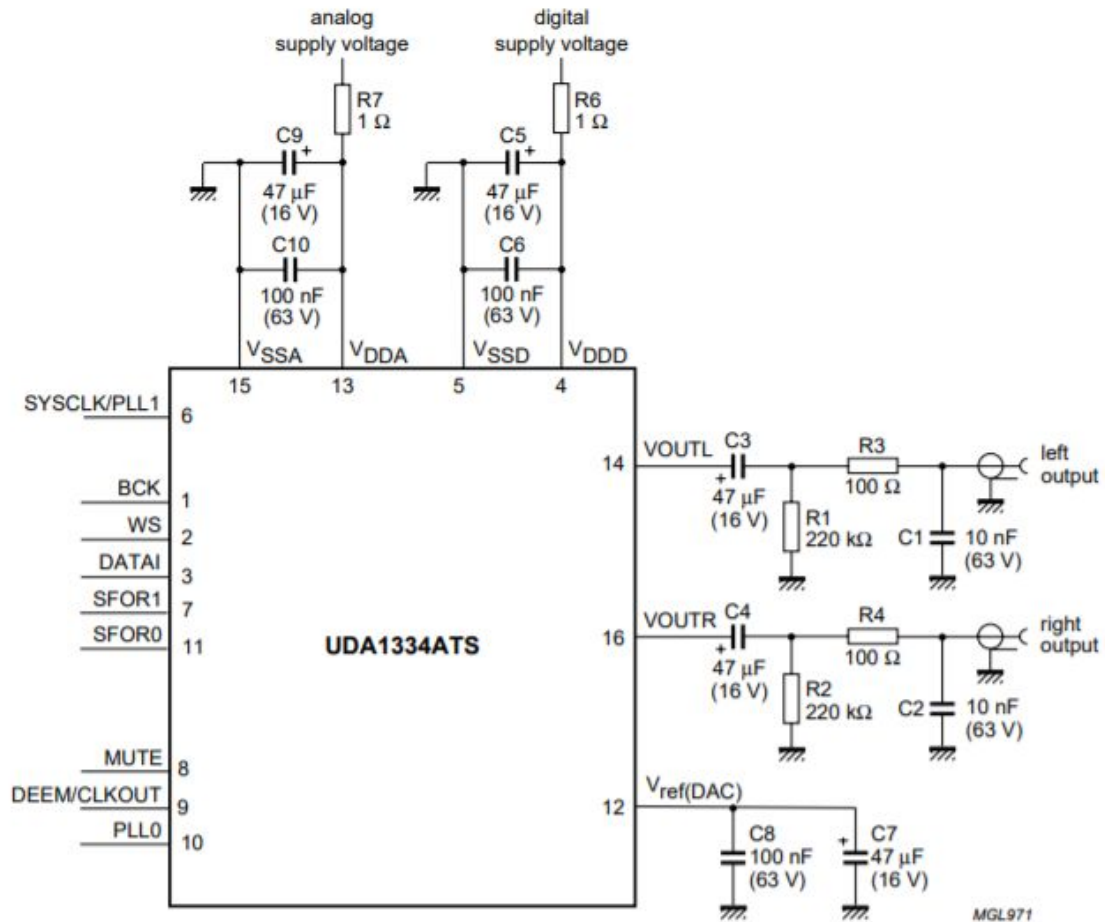 analog
supply voltage
digital
supply voltage
R7
1 Ω
R6
1 Ω
C9
+
47 μF
(16 V)
C5
+
47 μF
(16 V)
C10
100 nF
(63 V)
C6
100 nF
(63 V)
VSSA
VDDA
VSSD
VDDD
15
13
5
4
SYSCLK/PLL1
6
BCK
1
WS
2
DATAI
3
SFOR1
7
SFOR0
11
UDA1334ATS
MUTE
8
DEEM/CLKOUT
9
PLL0
10
14
VOUTL
C3
+
47 μF
(16 V)
R3
100 Ω
R1
220 kΩ
C1
10 nF
(63 V)
left
output
16
VOUTR
C4
+
47 μF
(16 V)
R4
100 Ω
R2
220 kΩ
C2
10 nF
(63 V)
right
output
12
Vref(DAC)
C8
100 nF
(63 V)
+
C7
47 μF
(16 V)
MGL971